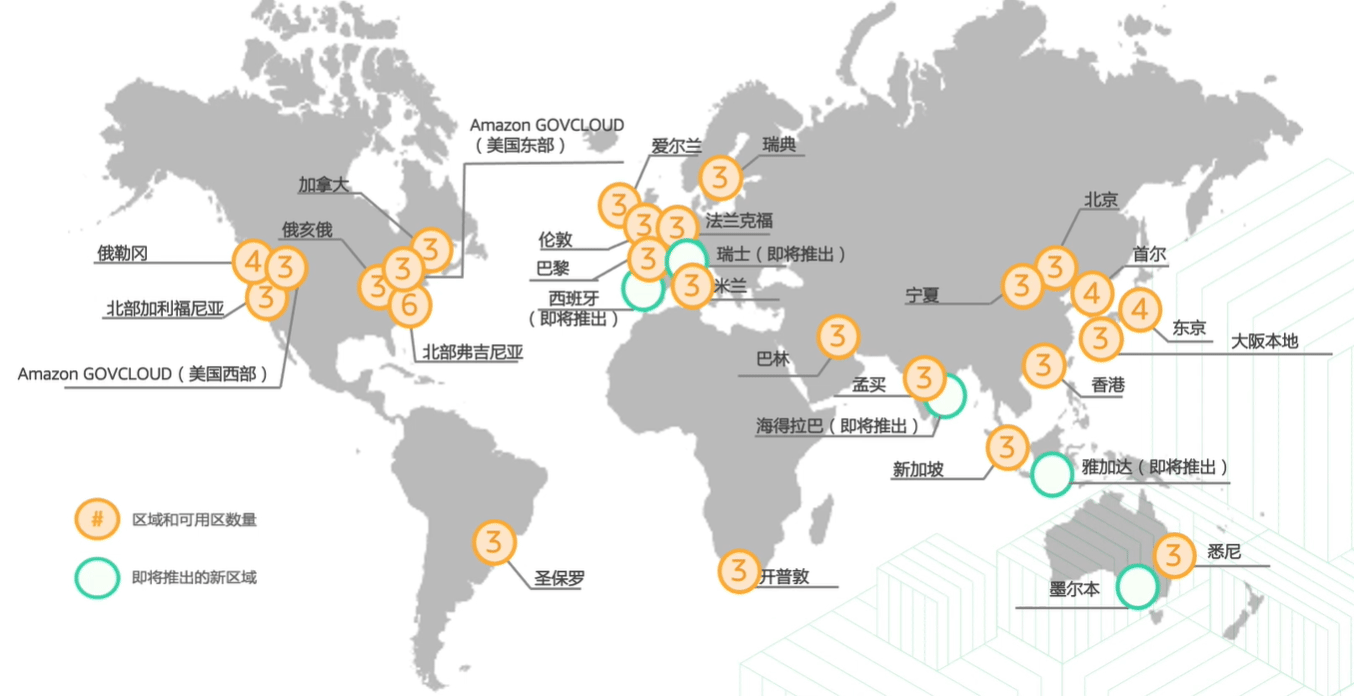 Amazon GOVCLOUD
（美国东部）
加拿大
俄亥俄
俄勒冈
北部加利福尼亚
Amazon GOVCLOUD（美国西部）
北部弗吉尼亚
4
3
3
3
3
3
6
圣保罗
3
爱尔兰
瑞典
3
3
3
3
法兰克福
伦敦
瑞士（即将推出）
巴黎
3
3
米兰
西班牙
（即将推出）
巴林
3
孟买
3
海得拉巴（即将推出）
开普敦
3
北京
3
宁夏
3
首尔
4
东京
4
大阪本地
3
香港
3
新加坡
3
雅加达（即将推出）
悉尼
3
墨尔本
# 区域和可用区数量
即将推出的新区域